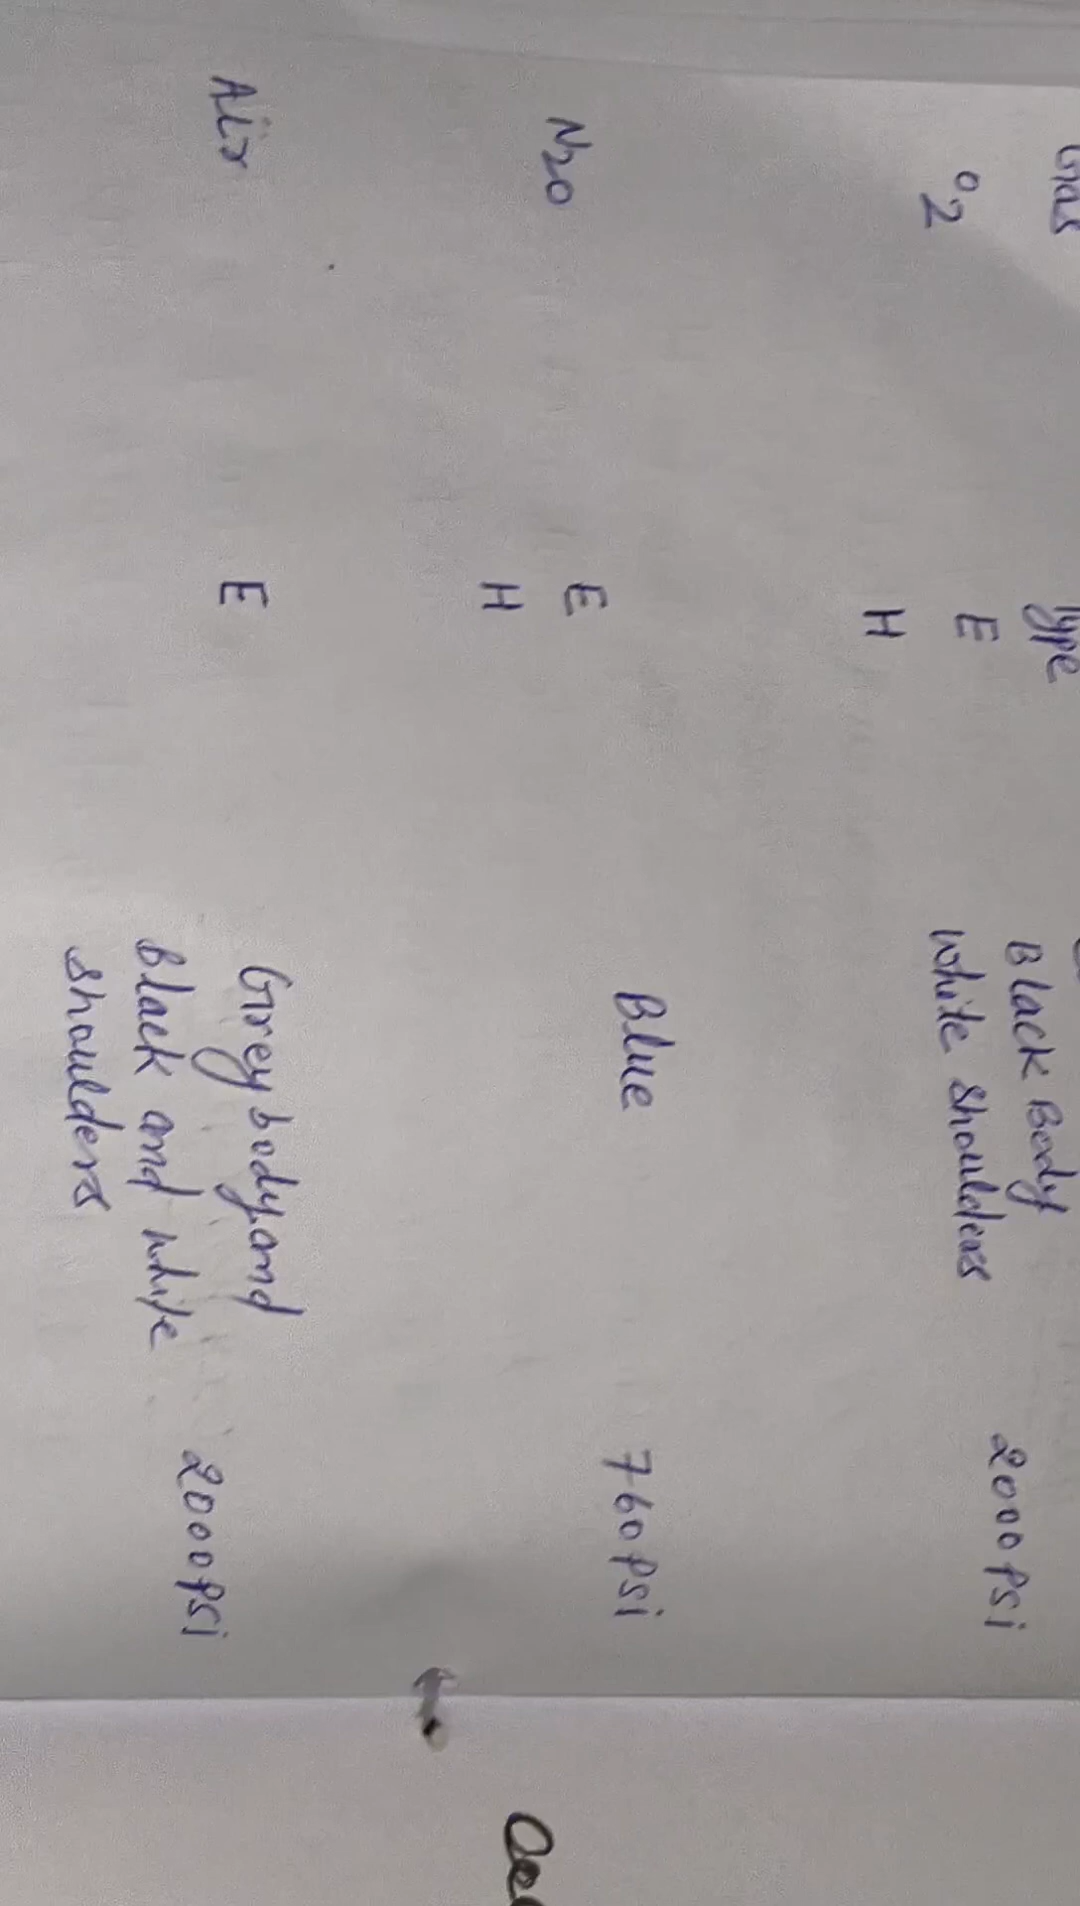 Gas Type
O2 E Black Body 2000 psi
H White shoulders
N2O E Blue 760 psi
H
Air E Grey body and 2000 psi
black and white
shoulders